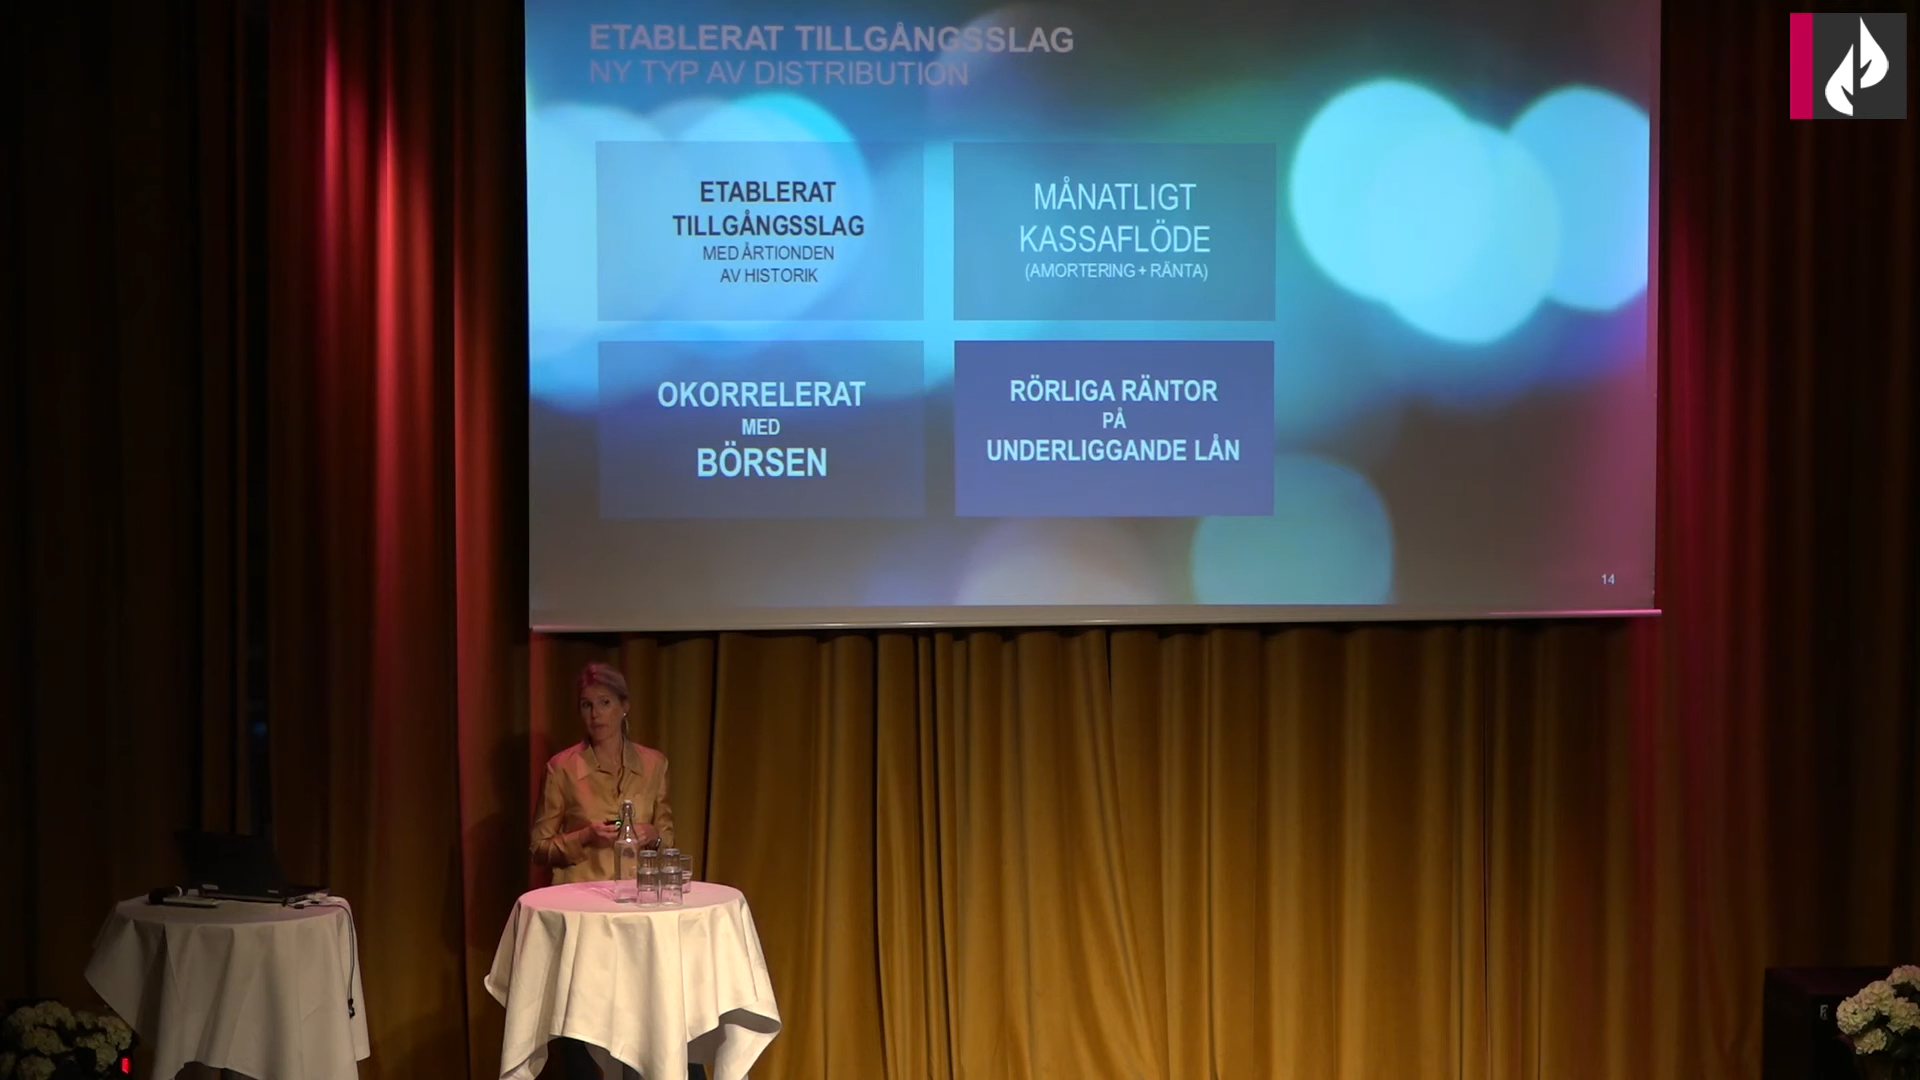 ETABLERAT TILLGÅNGSSLAG
NY TYP AV DISTRIBUTION
ETABLERAT
TILLGÅNGSSLAG
MED ÅRTIONDEN
AV HISTORIK
MÅNATLIGT
KASSAFLÖDE
(AMORTERING + RÄNTA)
OKORRELERAT
MED
BÖRSEN
RÖRLIGA RÄNTOR
PÅ
UNDERLIGGANDE LÅN
14